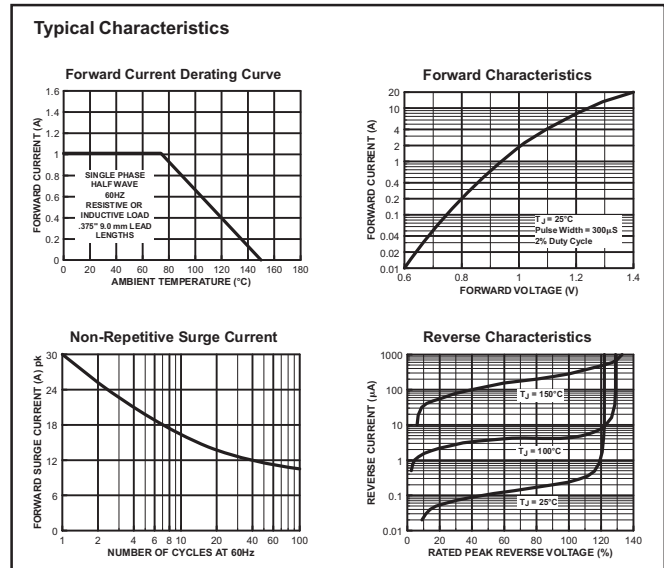 Typical Characteristics
Forward Current Derating Curve
FORWARD CURRENT (A)
1.6
1.4
1.2
1
0.8
0.6
0.4
0.2
0
SINGLE PHASE
HALF WAVE
60HZ
RESISTIVE OR
INDUCTIVE LOAD
.375" 9.0 mm LEAD
LENGTHS
0 20 40 60 80 100 120 140 160 180
AMBIENT TEMPERATURE (°C)
Forward Characteristics
FORWARD CURRENT (A)
20
10
4
2
1
0.4
0.2
0.1
0.04
0.02
0.01
TJ = 25°C
Pulse Width = 300µS
2% Duty Cycle
0.6 0.8 1 1.2 1.4
FORWARD VOLTAGE (V)
Non-Repetitive Surge Current
FORWARD SURGE CURRENT (A) pk
30
24
18
12
6
0
1 2 4 6 8 10 20 40 60 100
NUMBER OF CYCLES AT 60Hz
Reverse Characteristics
REVERSE CURRENT (µA)
1000
100
10
1
0.1
0.01
TJ = 150°C
TJ = 100°C
TJ = 25°C
0 20 40 60 80 100 120 140
RATED PEAK REVERSE VOLTAGE (%)